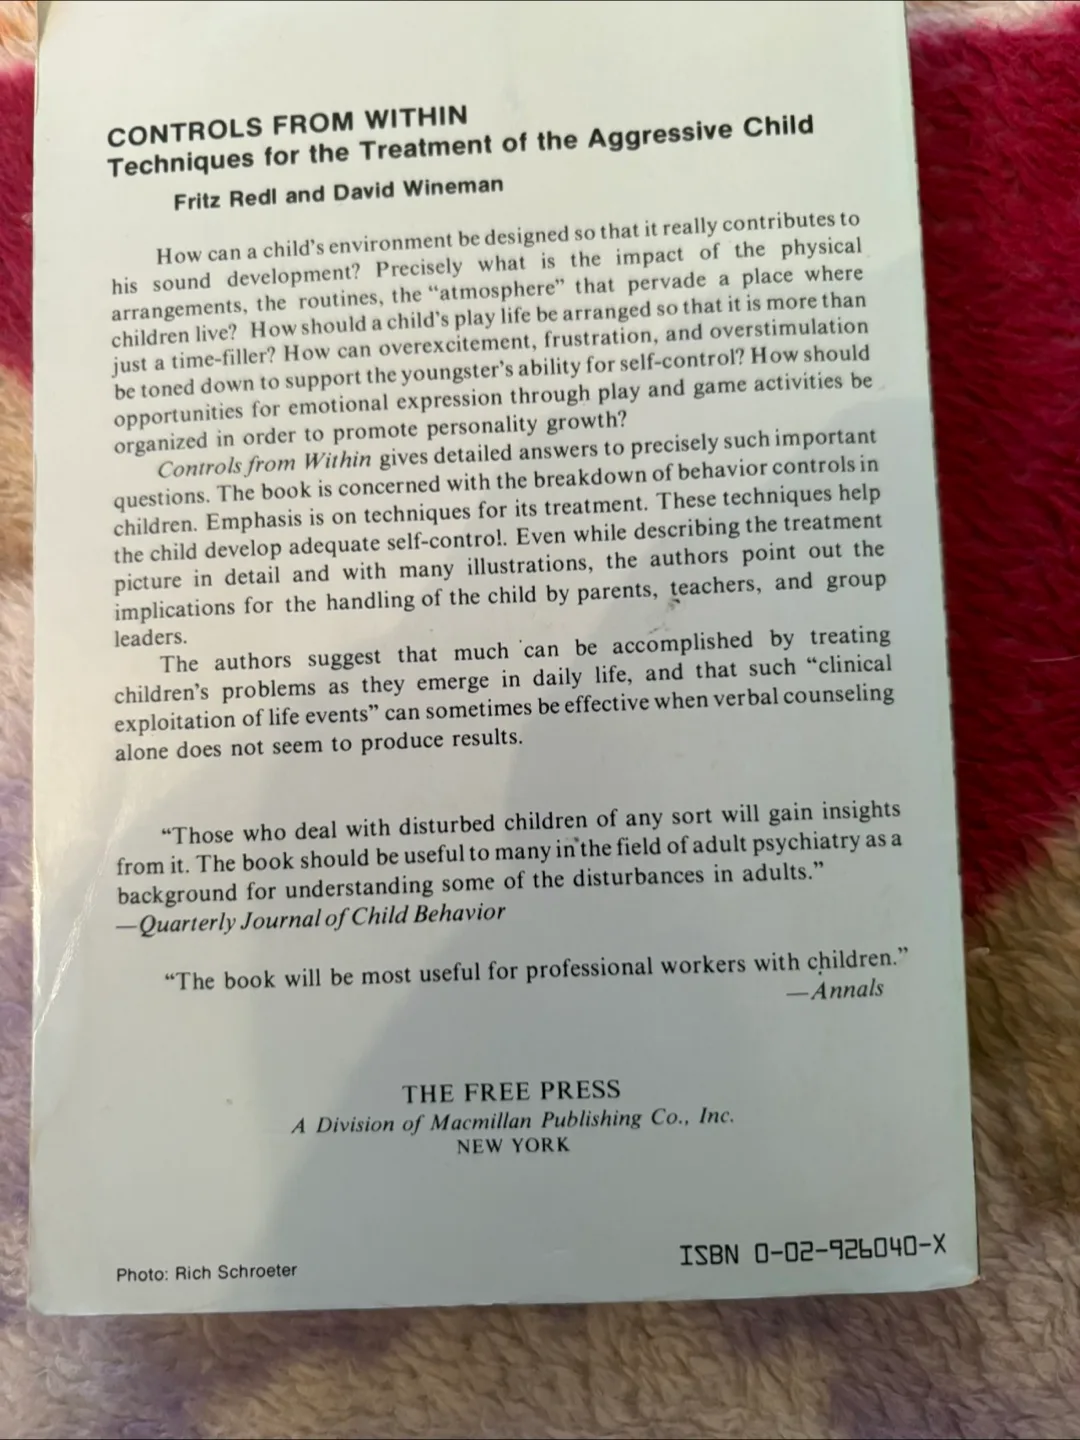 CONTROLS FROM WITHIN
Techniques for the Treatment of the Aggressive Child
Fritz Redl and David Wineman
How can a child's environment be designed so that it really contributes to
his sound development? Precisely what is the impact of the physical
arrangements, the routines, the "atmosphere" that pervade a place where
children live? How should a child's play life be arranged so that it is more than
just a time-filler? How can overexcitement, frustration, and overstimulation
be toned down to support the youngster's ability for self-control? How should
opportunities for emotional expression through play and game activities be
organized in order to promote personality growth?
Controls from Within gives detailed answers to precisely such important
questions. The book is concerned with the breakdown of behavior controls in
children. Emphasis is on techniques for its treatment. These techniques help
the child develop adequate self-control. Even while describing the treatment
picture in detail and with many illustrations, the authors point out the
implications for the handling of the child by parents, teachers, and group
leaders.
The authors suggest that much can be accomplished by treating
children's problems as they emerge in daily life, and that such "clinical
exploitation of life events" can sometimes be effective when verbal counseling
alone does not seem to produce results.
"Those who deal with disturbed children of any sort will gain insights
from it. The book should be useful to many in the field of adult psychiatry as a
background for understanding some of the disturbances in adults."
—Quarterly Journal of Child Behavior
"The book will be most useful for professional workers with children."
—Annals
THE FREE PRESS
A Division of Macmillan Publishing Co., Inc.
NEW YORK
ISBN 0-02-926040-X
Photo: Rich Schroeter